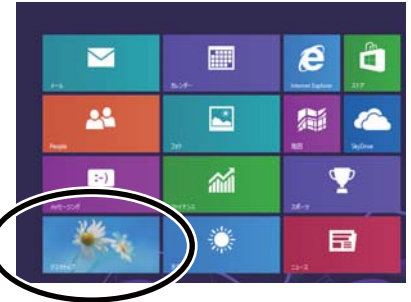 メール
カレンダー
Internet Explorer
ストア
People
フォト
地図
SkyDrive
メッセージング
ファイナンス
スポーツ
デスクトップ
ニュース